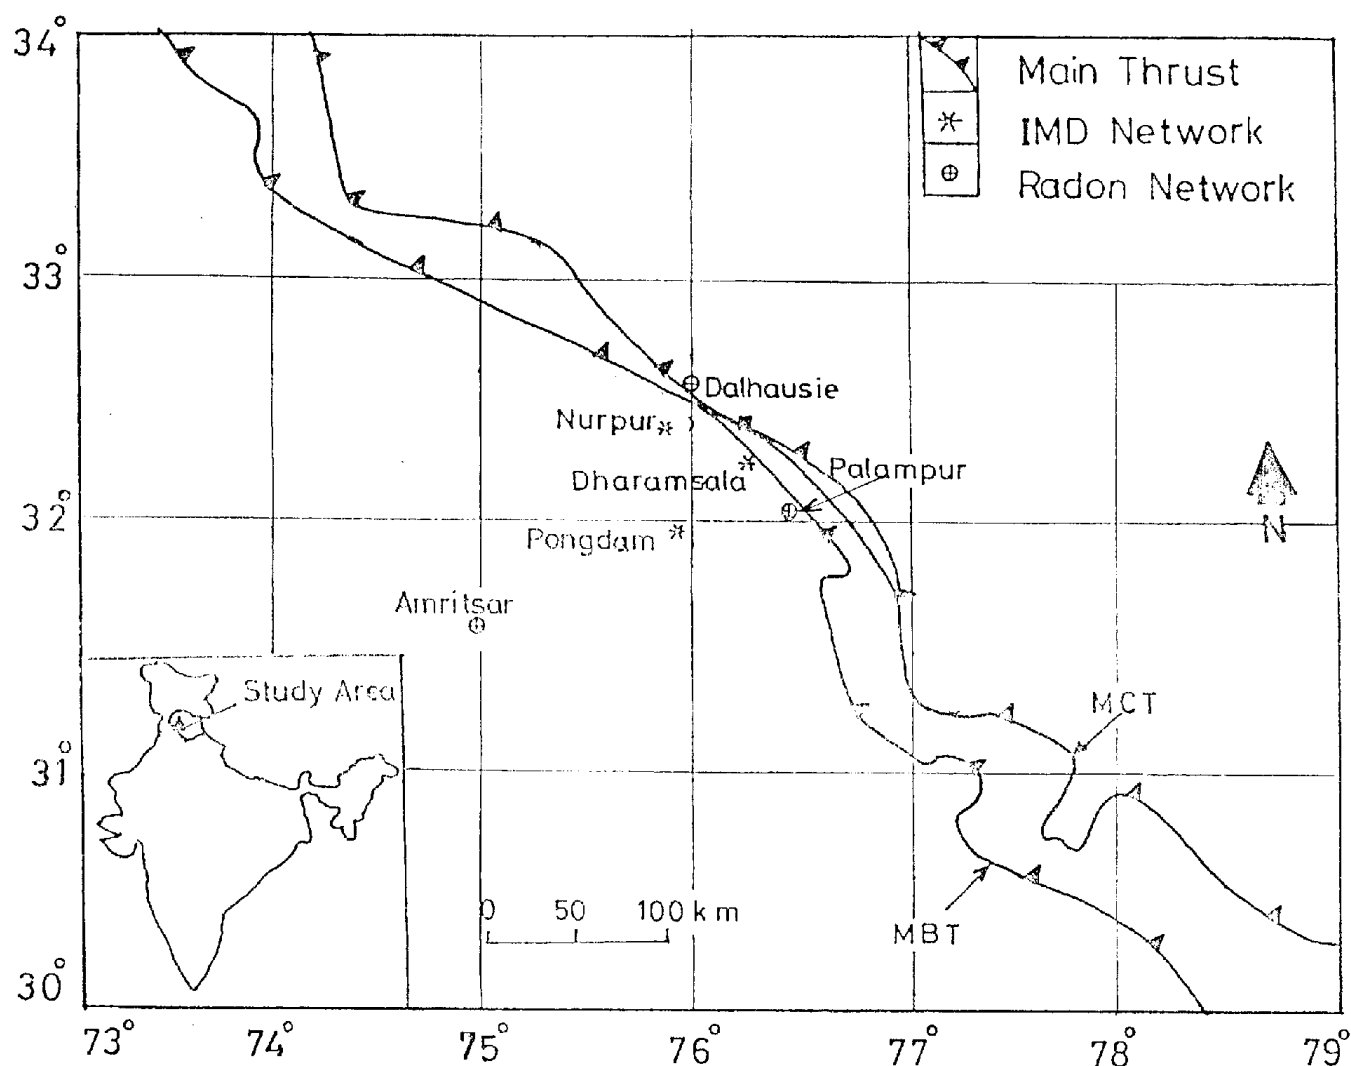 34°
Main Thrust
IMD Network
Radon Network
33°
Dalhausie
Nurpur
Dharamsala
Palampur
32°
Pongdam
N
Amritsar
Study Area
MCT
31°
0 50 100 km
MBT
30°
73° 74° 75° 76° 77° 78° 79°